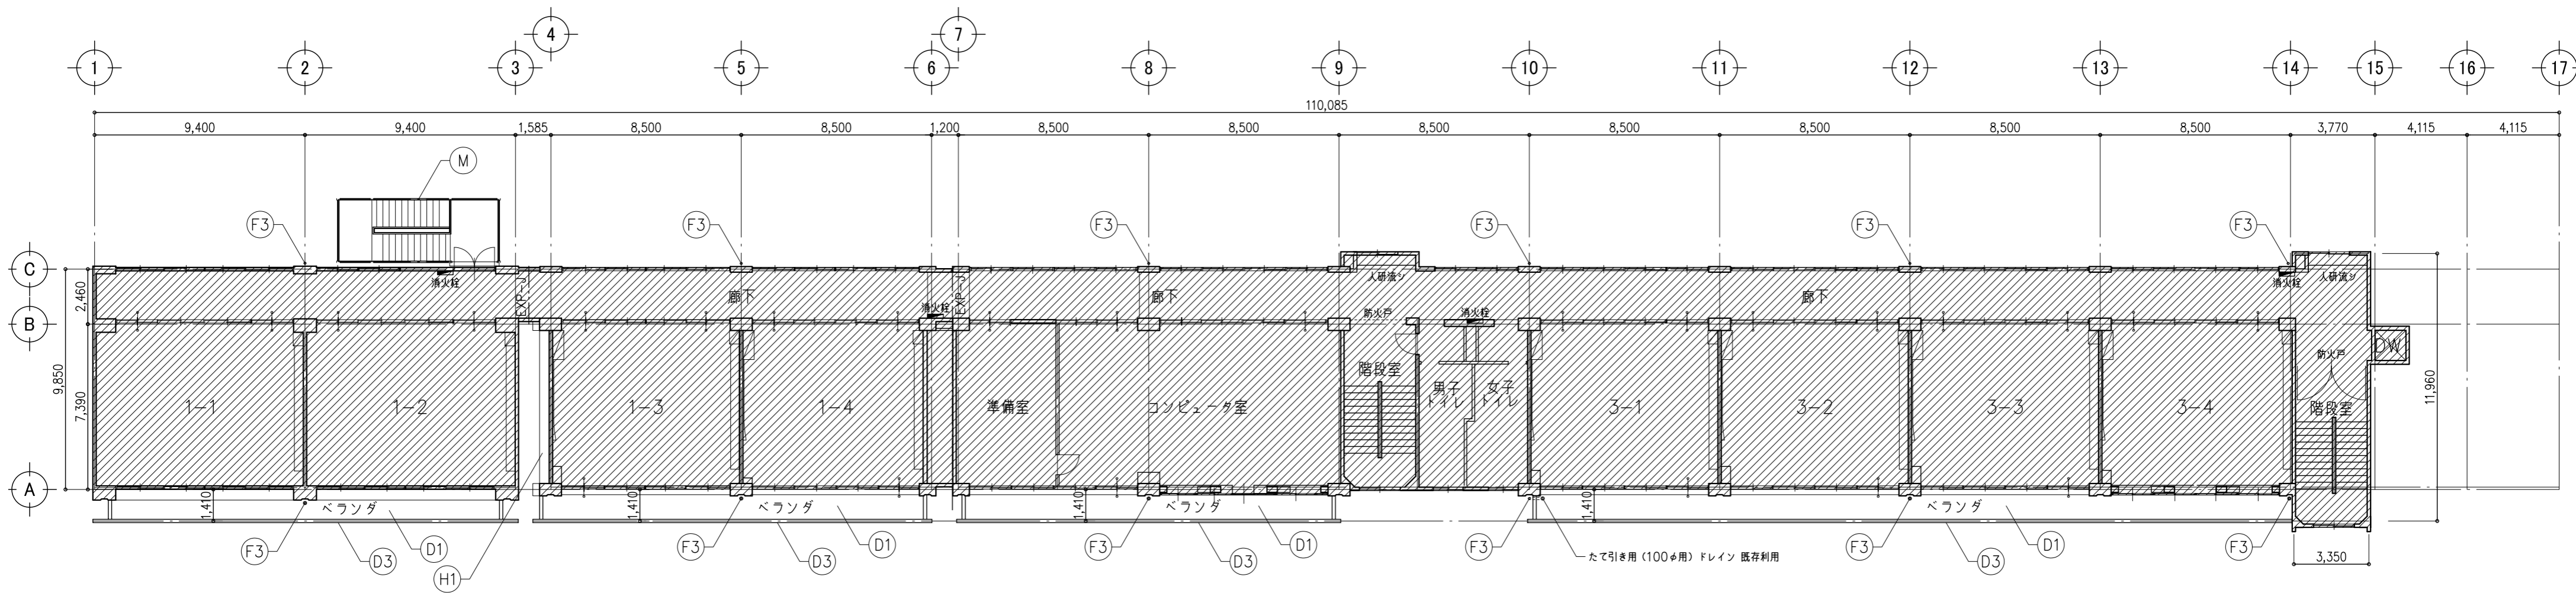 4 7
1 2 3 5 6 8 9 10 11 12 13 14 15 16 17
110,085
9,400 9,400 1,585 8,500 8,500 1,200 8,500 8,500 8,500 8,500 8,500 8,500 8,500 3,770 4,115 4,115
M
F3 F3 F3 F3 F3 F3
C
消火栓 人研流シ 消火栓 人研流シ
2,460 EXP-J 廊下 EXP-J 廊下 廊下
消火栓 防火戸 消火栓
B
防火戸 DW
階段室
9,850 7,390 男子 女子 11,960
トイレ トイレ
1-1 1-2 1-3 1-4 準備室 コンピュータ室 3-1 3-2 3-3 3-4 階段室
A
1,410 ベランダ 1,410 ベランダ 1,410 ベランダ 1,410 ベランダ
F3 D1 F3 D1 F3 D1 F3 F3 D1 F3
D3 D3 D3 D3
たて引き用(100φ用)ドレイン 既存利用
3,350
H1